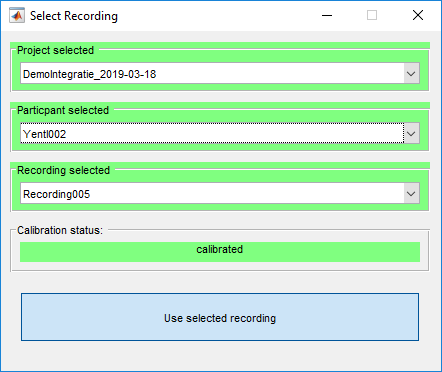 Select Recording
Project selected
DemoIntegratie_2019-03-18
Particpant selected
Yentl002
Recording selected
Recording005
Calibration status:
calibrated
Use selected recording